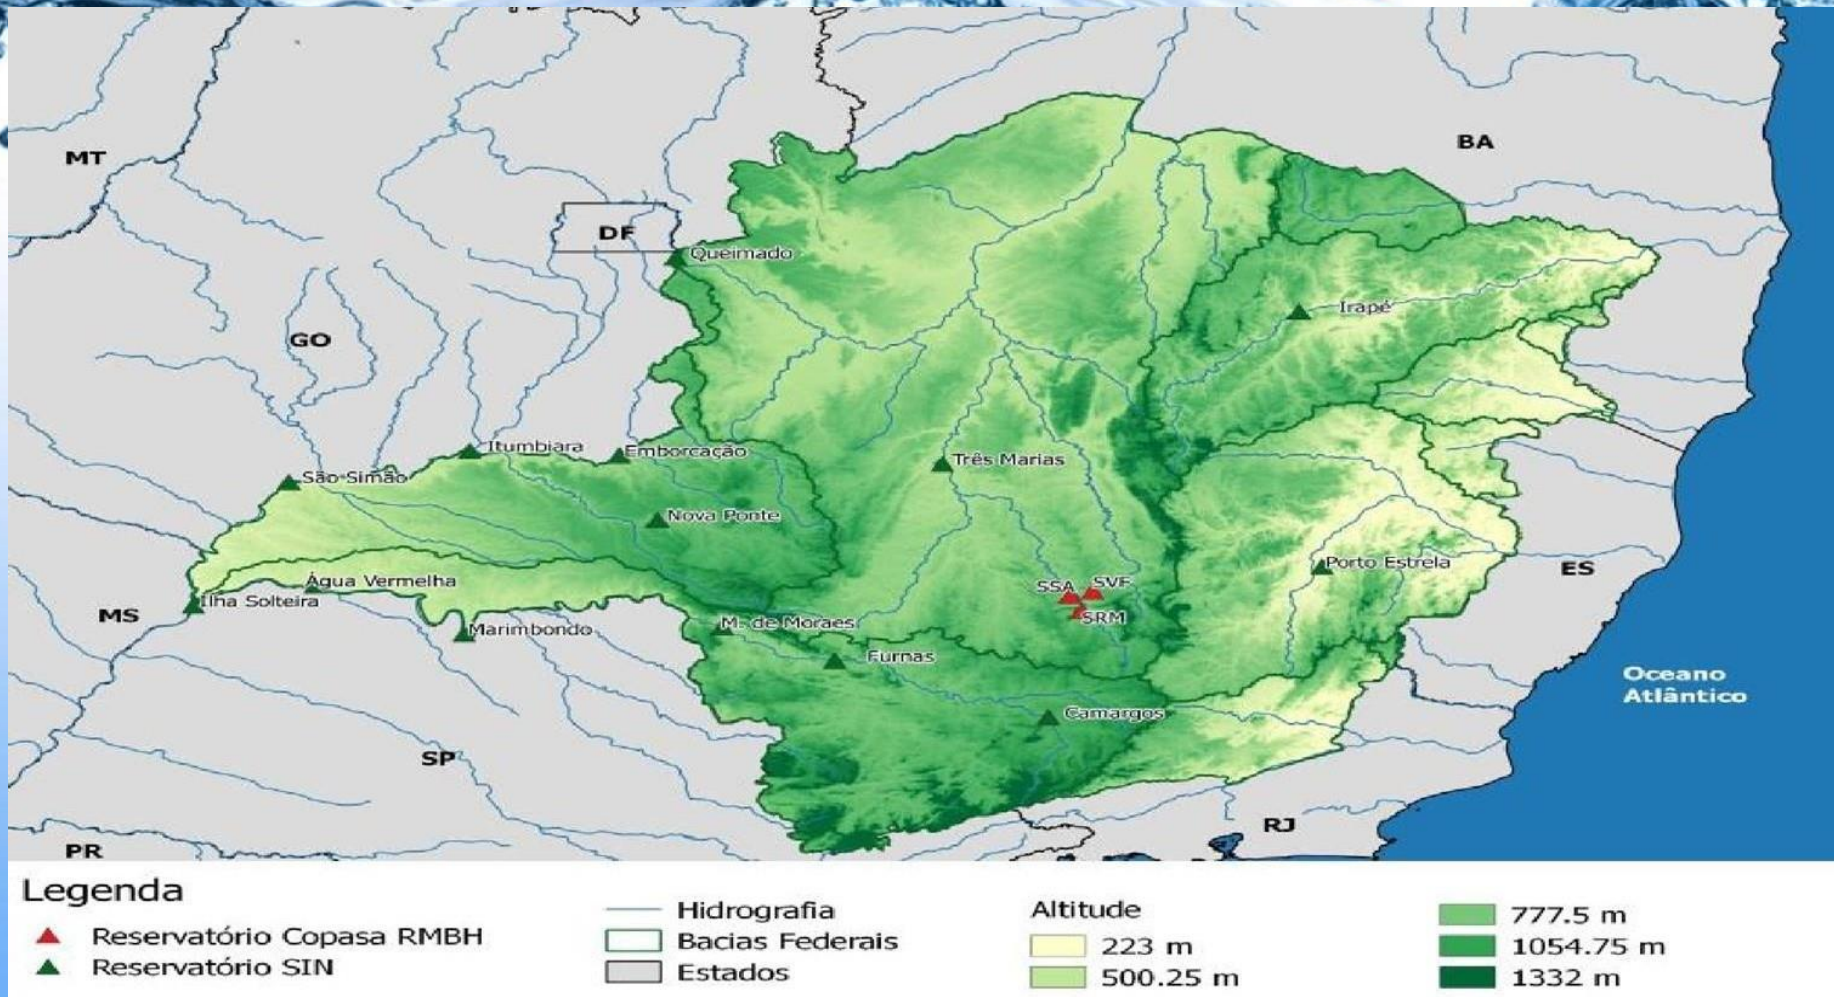 MT
BA
DF
Queimado
Irapé
GO
Itumbiara
Emborcação
Três Marias
São Simão
Nova Ponte
Porto Estrela
ES
Água Vermelha
SSA
SVF
Ilha Solteira
MS
SRM
Marimbondo
M. de Moraes
Furnas
Oceano
Atlântico
Camargos
SP
RJ
PR
Legenda
Reservatório Copasa RMBH
Reservatório SIN
Hidrografia
Bacias Federais
Estados
Altitude
223 m
500.25 m
777.5 m
1054.75 m
1332 m